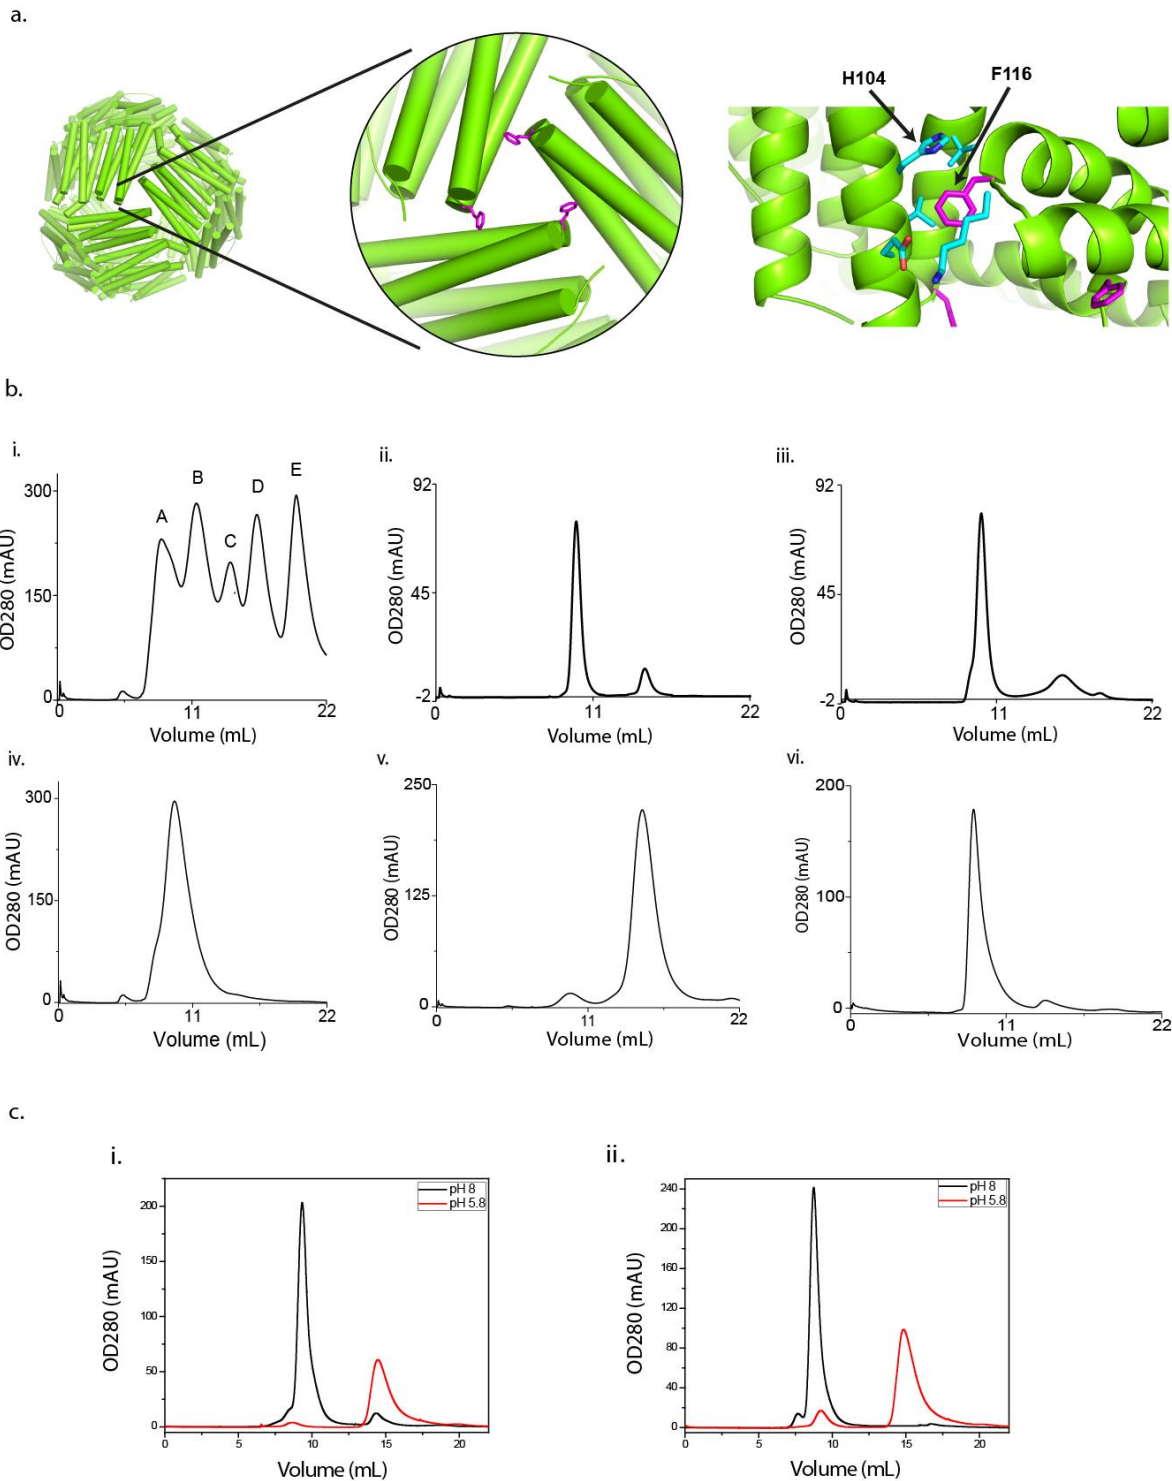 a.
H104
F116
b.
i.
A
B
C
D
E
300
150
0
0
11
22
OD280 (mAU)
Volume (mL)
ii.
92
45
-2
0
11
22
OD280 (mAU)
Volume (mL)
iii.
92
45
-2
0
11
22
OD280 (mAU)
Volume (mL)
iv.
300
150
0
0
11
22
OD280 (mAU)
Volume (mL)
v.
250
125
0
0
11
22
OD280 (mAU)
Volume (mL)
vi.
200
100
0
0
11
22
OD280 (mAU)
Volume (mL)
c.
i.
pH 8
pH 5.8
200
150
100
50
0
0
5
10
15
20
OD280 (mAU)
Volume (mL)
ii.
pH 8
pH 5.8
240
200
160
120
80
40
0
0
5
10
15
20
OD280 (mAU)
Volume (mL)